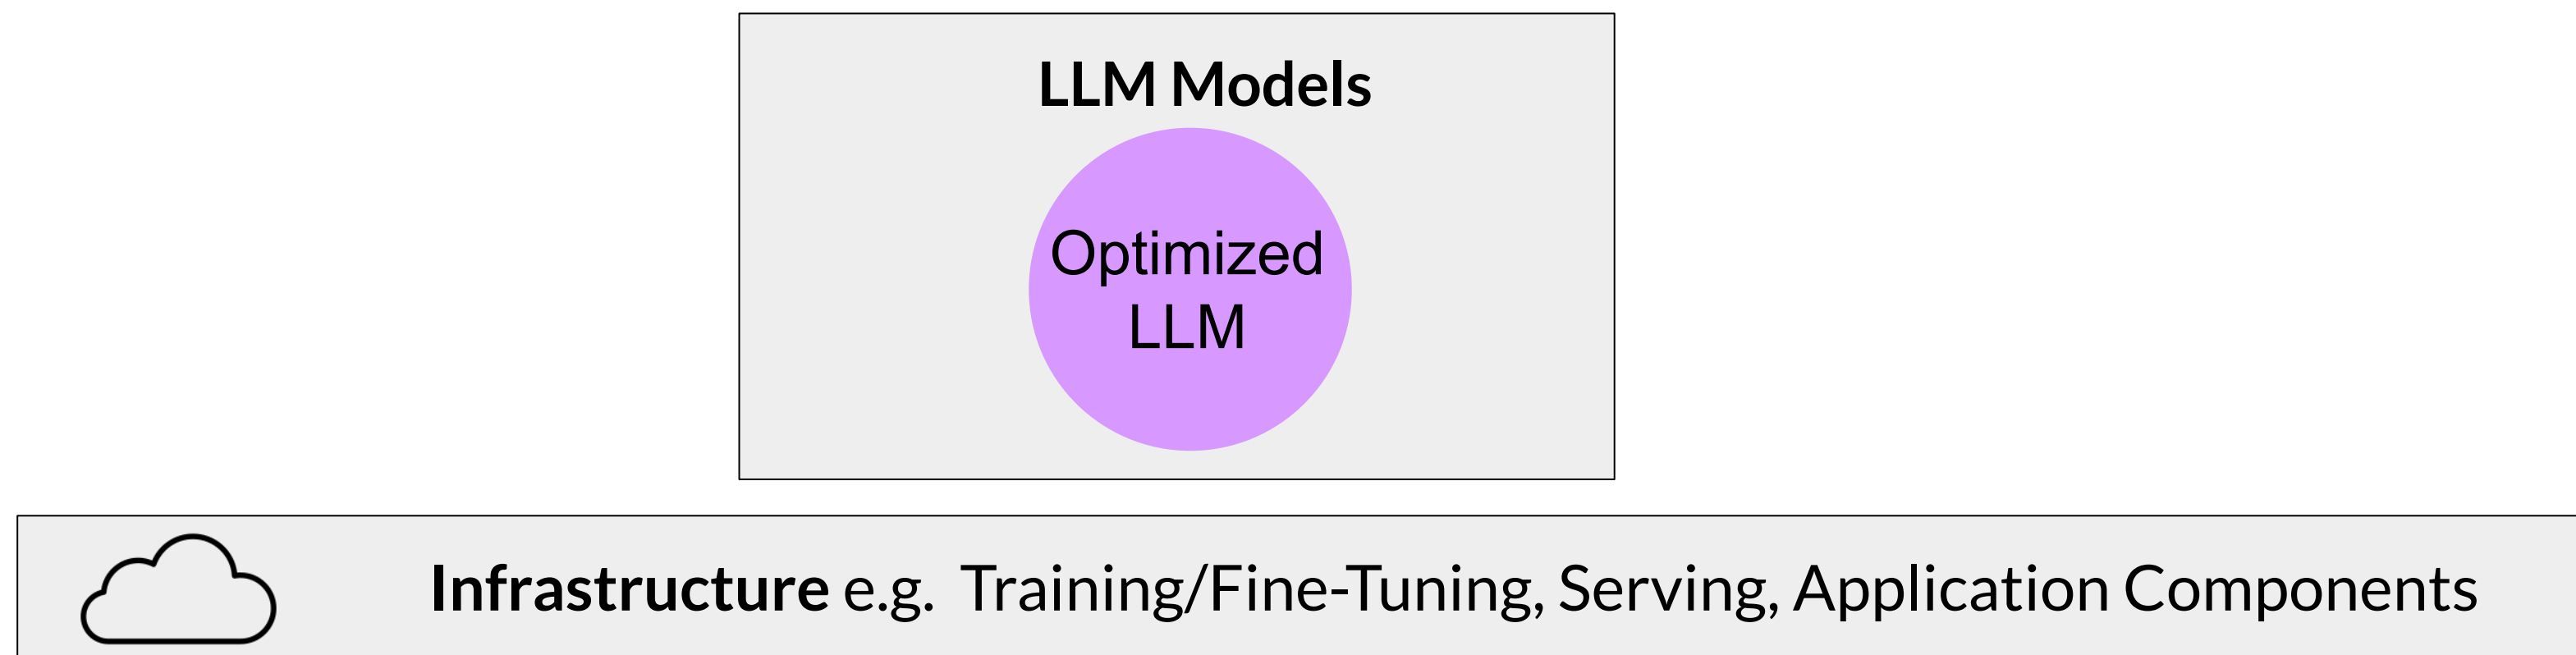 LLM Models
Optimized
LLM
Infrastructure e.g. Training/Fine-Tuning, Serving, Application Components